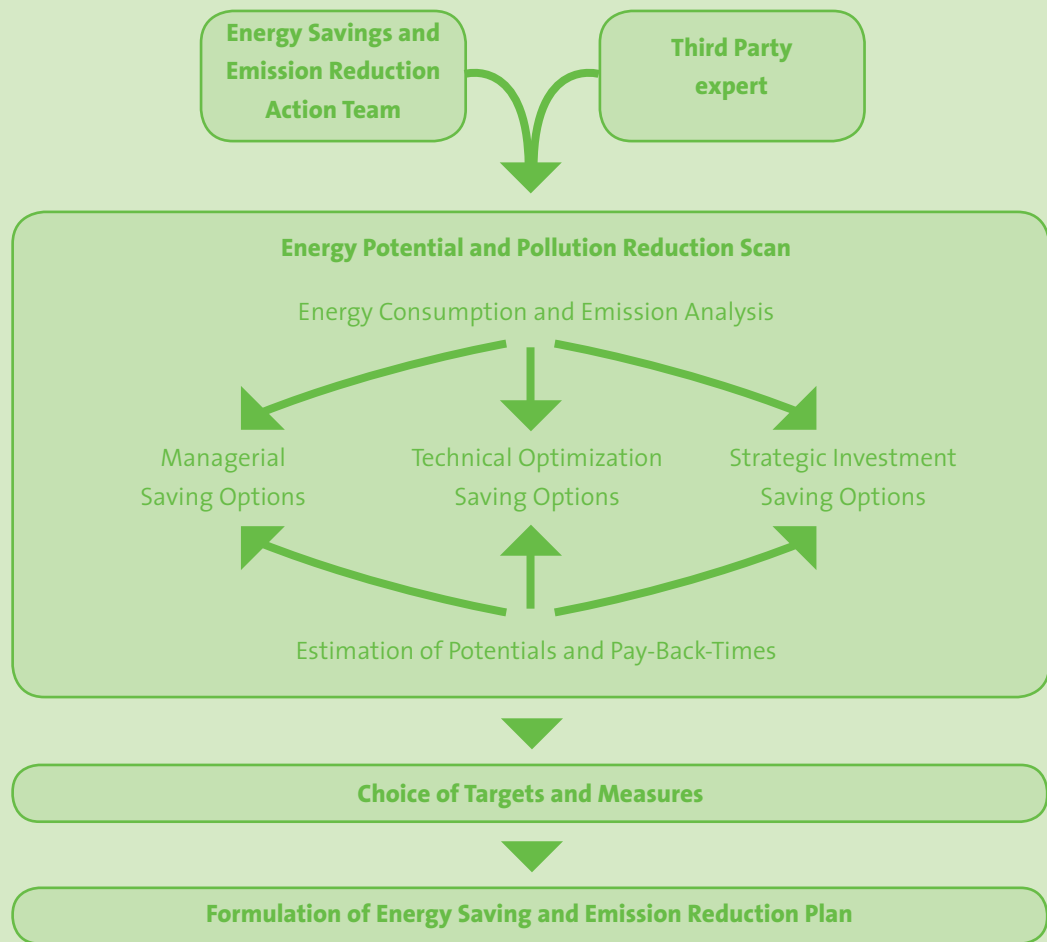 Energy Savings and
Emission Reduction
Action Team
Third Party
expert
Energy Potential and Pollution Reduction Scan
Energy Consumption and Emission Analysis
Managerial
Saving Options
Technical Optimization
Saving Options
Strategic Investment
Saving Options
Estimation of Potentials and Pay-Back-Times
Choice of Targets and Measures
Formulation of Energy Saving and Emission Reduction Plan